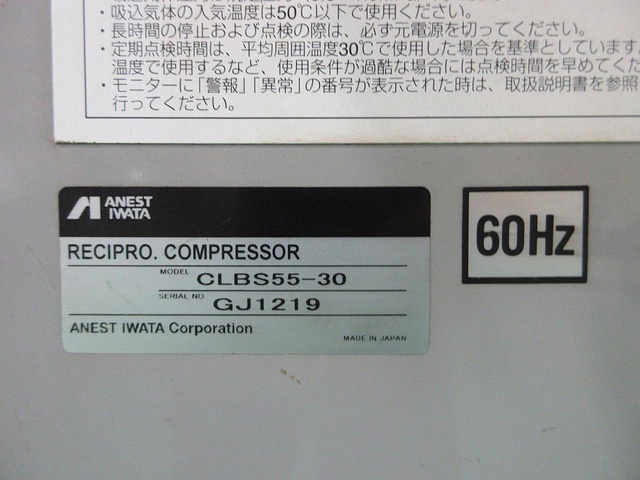 ・吸込気体の入気温度は50℃以下で使用ください。
・長時間の停止および点検の際は、必ず元電源を切ってください。
・定期点検時間は、平均周囲温度30℃で使用した場合を基準としています。
温度で使用するなど、使用条件が過酷な場合には点検時間を早めてくだ
・モニターに「警報」「異常」の番号が表示された時は、取扱説明書を参照
行ってください。
ANEST
IWATA
RECIPRO. COMPRESSOR
MODEL CLBS55-30
SERIAL NO GJ1219
ANEST IWATA Corporation
MADE IN JAPAN
60Hz